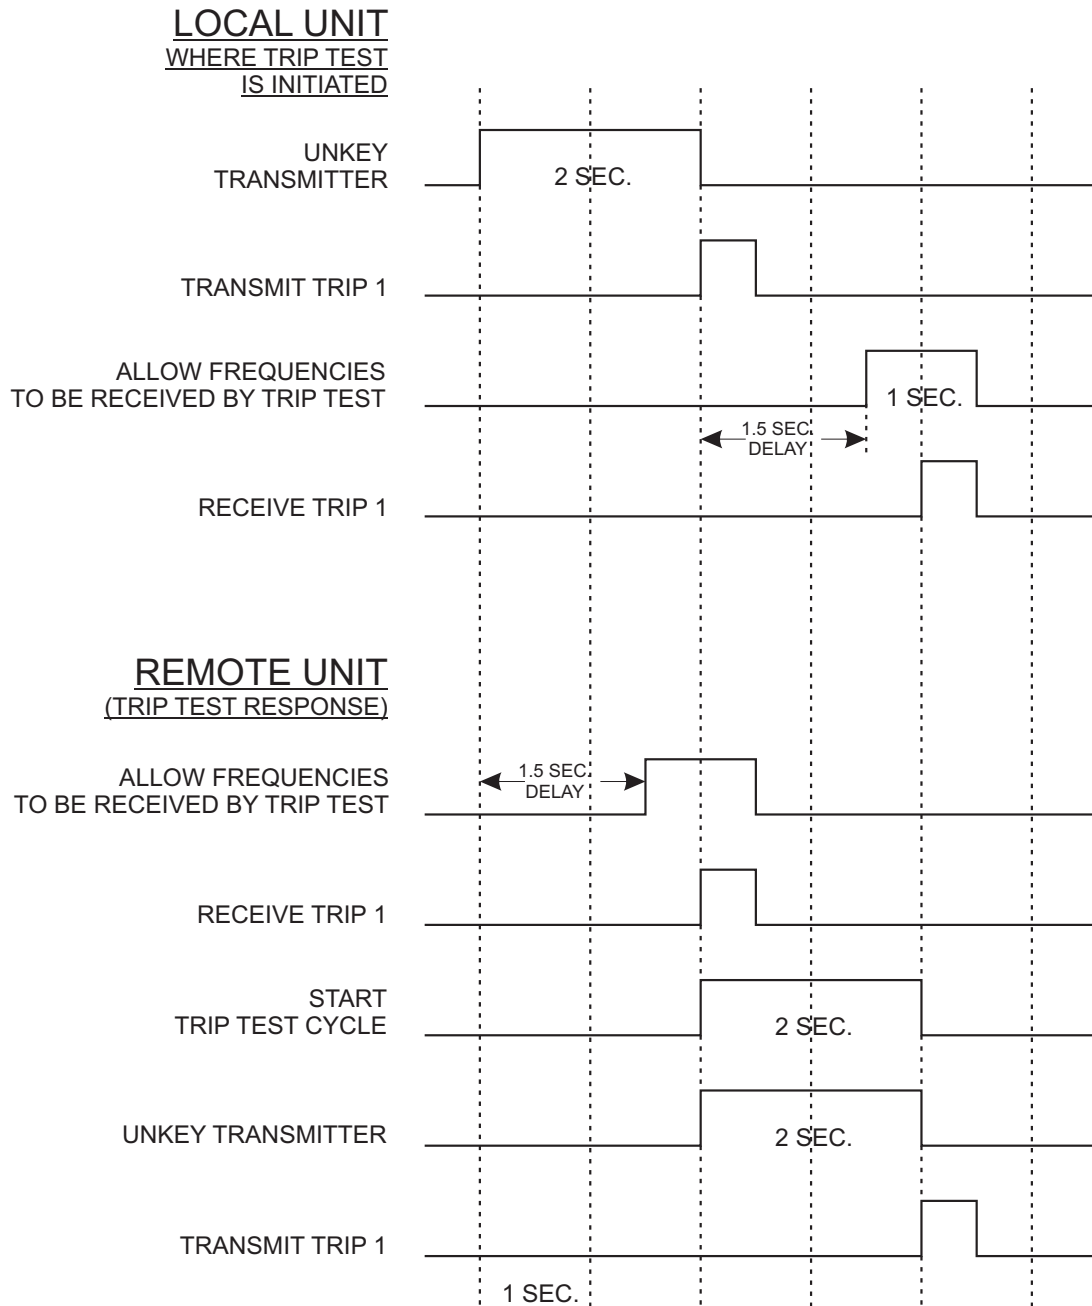 LOCAL UNIT
WHERE TRIP TEST
IS INITIATED
UNKEY
TRANSMITTER
2 SEC.
TRANSMIT TRIP 1
ALLOW FREQUENCIES
TO BE RECEIVED BY TRIP TEST
1 SEC.
1.5 SEC.
DELAY
RECEIVE TRIP 1
REMOTE UNIT
(TRIP TEST RESPONSE)
ALLOW FREQUENCIES
TO BE RECEIVED BY TRIP TEST
1.5 SEC.
DELAY
RECEIVE TRIP 1
START
TRIP TEST CYCLE
2 SEC.
UNKEY TRANSMITTER
2 SEC.
TRANSMIT TRIP 1
1 SEC.